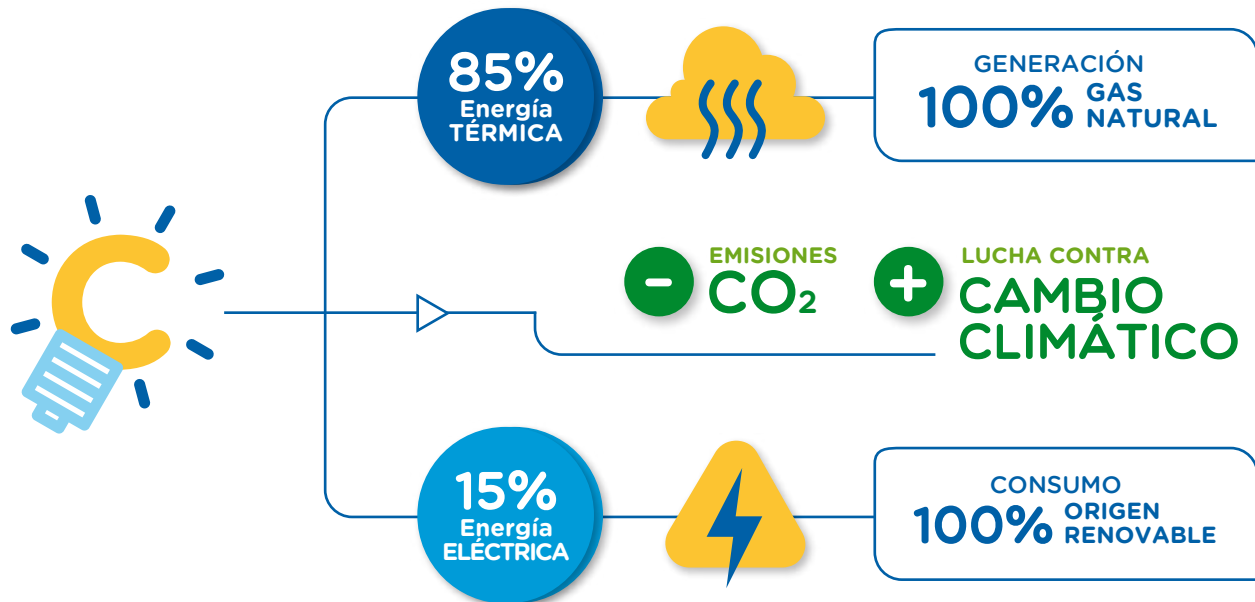 85%
Energía
TÉRMICA
GENERACIÓN
100% GAS
NATURAL
- EMISIONES
CO₂
+ LUCHA CONTRA
CAMBIO
CLIMÁTICO
15%
Energía
ELÉCTRICA
CONSUMO
100% ORIGEN
RENOVABLE